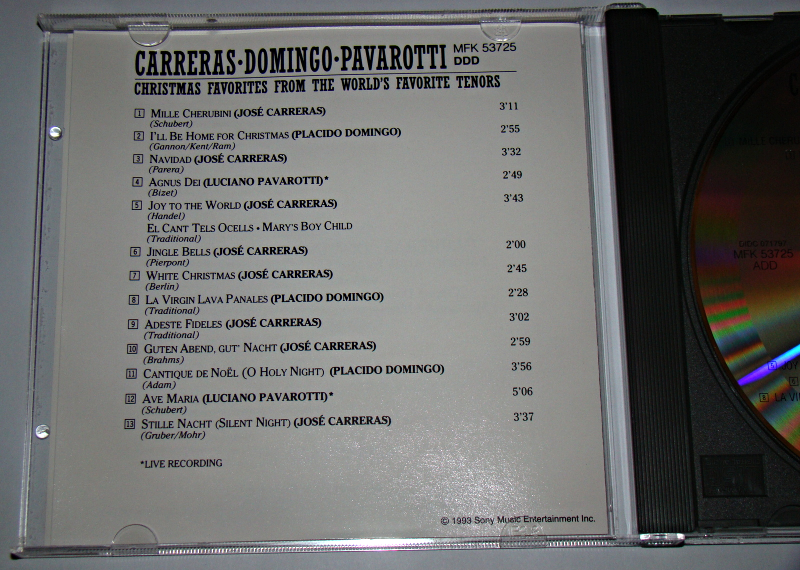 CARRERAS·DOMINGO·PAVAROTTI MFK 53725
DDD
CHRISTMAS FAVORITES FROM THE WORLD'S FAVORITE TENORS
1 MILLE CHERUBINI (JOSÉ CARRERAS) 3'11
(Schubert)
2 I'LL BE HOME FOR CHRISTMAS (PLACIDO DOMINGO) 2'55
(Gannon/Kent/Ram)
3 NAVIDAD (JOSÉ CARRERAS) 3'32
(Parera)
4 AGNUS DEI (LUCIANO PAVAROTTI)* 2'49
(Bizet)
5 JOY TO THE WORLD (JOSÉ CARRERAS) 3'43
(Handel)
EL CANT TELS OCELLS · MARY'S BOY CHILD
(Traditional)
6 JINGLE BELLS (JOSÉ CARRERAS) 2'00
(Pierpont)
7 WHITE CHRISTMAS (JOSÉ CARRERAS) 2'45
(Berlin)
8 LA VIRGIN LAVA PANALES (PLACIDO DOMINGO) 2'28
(Traditional)
9 ADESTE FIDELES (JOSÉ CARRERAS) 3'02
(Traditional)
10 GUTEN ABEND, GUT' NACHT (JOSÉ CARRERAS) 2'59
(Brahms)
11 CANTIQUE DE NOËL (O HOLY NIGHT) (PLACIDO DOMINGO) 3'56
(Adam)
12 AVE MARIA (LUCIANO PAVAROTTI)* 5'06
(Schubert)
13 STILLE NACHT (SILENT NIGHT) (JOSÉ CARRERAS) 3'37
(Gruber/Mohr)
*LIVE RECORDING
© 1993 Sony Music Entertainment Inc.
MFK 53725
ADD
5 JOY
6
8 LA VI